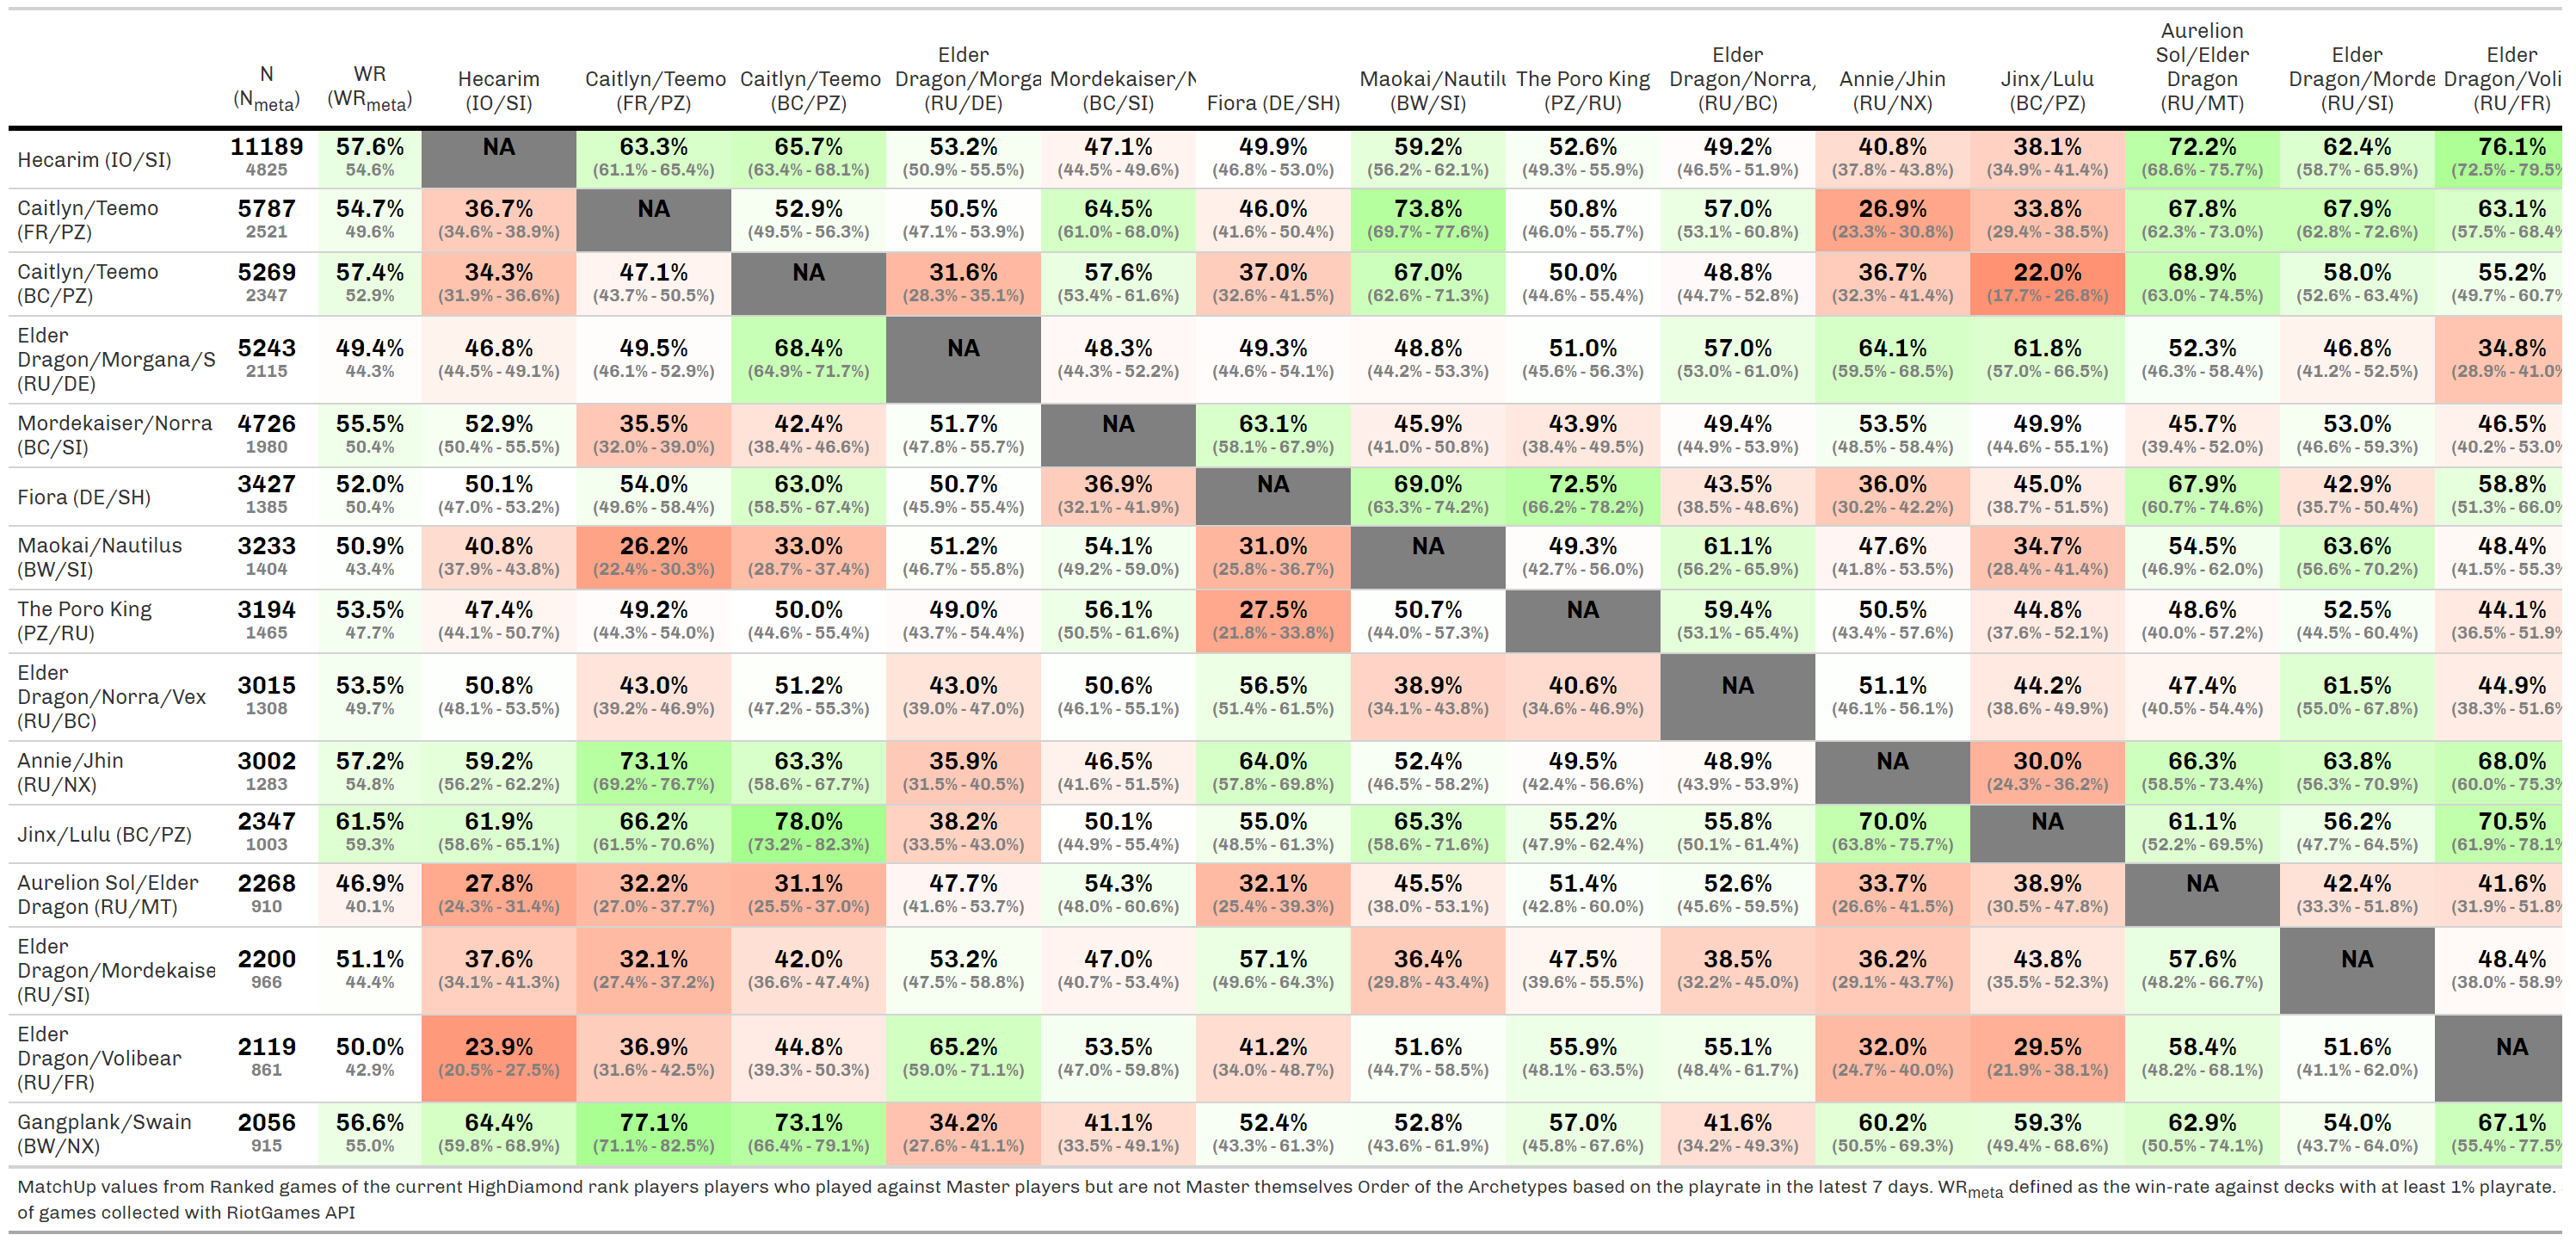 N (N_meta) WR (WR_meta) Hecarim (IO/SI) Caitlyn/Teemo (FR/PZ) Caitlyn/Teemo (BC/PZ) Elder Dragon/Morga (RU/DE) Mordekaiser/N (BC/SI) Fiora (DE/SH) Maokai/Nautilu (BW/SI) The Poro King (PZ/RU) Elder Dragon/Norra, (RU/BC) Annie/Jhin (RU/NX) Jinx/Lulu (BC/PZ) Aurelion Sol/Elder Dragon (RU/MT) Elder Dragon/Morde (RU/SI) Elder Dragon/Voli (RU/FR)
Hecarim (IO/SI) 11189 57.6% NA 63.3% 65.7% 53.2% 47.1% 49.9% 59.2% 52.6% 49.2% 40.8% 38.1% 72.2% 62.4% 76.1%
4825 54.6% (61.1% - 65.4%) (63.4% - 68.1%) (50.9% - 55.5%) (44.5% - 49.6%) (46.8% - 53.0%) (56.2% - 62.1%) (49.3% - 55.9%) (46.5% - 51.9%) (37.8% - 43.8%) (34.9% - 41.4%) (68.6% - 75.7%) (58.7% - 65.9%) (72.5% - 79.5%
Caitlyn/Teemo 5787 54.7% 36.7% NA 52.9% 50.5% 64.5% 46.0% 73.8% 50.8% 57.0% 26.9% 33.8% 67.8% 67.9% 63.1%
(FR/PZ) 2521 49.6% (34.6% - 38.9%) (49.5% - 56.3%) (47.1% - 53.9%) (61.0% - 68.0%) (41.6% - 50.4%) (69.7% - 77.6%) (46.0% - 55.7%) (53.1% - 60.8%) (23.3% - 30.8%) (29.4% - 38.5%) (62.3% - 73.0%) (62.8% - 72.6%) (57.5% - 68.4%
Caitlyn/Teemo 5269 57.4% 34.3% 47.1% NA 31.6% 57.6% 37.0% 67.0% 50.0% 48.8% 36.7% 22.0% 68.9% 58.0% 55.2%
(BC/PZ) 2347 52.9% (31.9% - 36.6%) (43.7% - 50.5%) (28.3% - 35.1%) (53.4% - 61.6%) (32.6% - 41.5%) (62.6% - 71.3%) (44.6% - 55.4%) (44.7% - 52.8%) (32.3% - 41.4%) (17.7% - 26.8%) (63.0% - 74.5%) (52.6% - 63.4%) (49.7% - 60.7%
Elder
Dragon/Morgana/S 5243 49.4% 46.8% 49.5% 68.4% NA 48.3% 49.3% 48.8% 51.0% 57.0% 64.1% 61.8% 52.3% 46.8% 34.8%
(RU/DE) 2115 44.3% (44.5% - 49.1%) (46.1% - 52.9%) (64.9% - 71.7%) (44.3% - 52.2%) (44.6% - 54.1%) (44.2% - 53.3%) (45.6% - 56.3%) (53.0% - 61.0%) (59.5% - 68.5%) (57.0% - 66.5%) (46.3% - 58.4%) (41.2% - 52.5%) (28.9% - 41.0%
Mordekaiser/Norra 4726 55.5% 52.9% 35.5% 42.4% 51.7% NA 63.1% 45.9% 43.9% 49.4% 53.5% 49.9% 45.7% 53.0% 46.5%
(BC/SI) 1980 50.4% (50.4% - 55.5%) (32.0% - 39.0%) (38.4% - 46.6%) (47.8% - 55.7%) (58.1% - 67.9%) (41.0% - 50.8%) (38.4% - 49.5%) (44.9% - 53.9%) (48.5% - 58.4%) (44.6% - 55.1%) (39.4% - 52.0%) (46.6% - 59.3%) (40.2% - 53.0%
Fiora (DE/SH) 3427 52.0% 50.1% 54.0% 63.0% 50.7% 36.9% NA 69.0% 72.5% 43.5% 36.0% 45.0% 67.9% 42.9% 58.8%
1385 50.4% (47.0% - 53.2%) (49.6% - 58.4%) (58.5% - 67.4%) (45.9% - 55.4%) (32.1% - 41.9%) (63.3% - 74.2%) (66.2% - 78.2%) (38.5% - 48.6%) (30.2% - 42.2%) (38.7% - 51.5%) (60.7% - 74.6%) (35.7% - 50.4%) (51.3% - 66.0%
Maokai/Nautilus 3233 50.9% 40.8% 26.2% 33.0% 51.2% 54.1% 31.0% NA 49.3% 61.1% 47.6% 34.7% 54.5% 63.6% 48.4%
(BW/SI) 1404 43.4% (37.9% - 43.8%) (22.4% - 30.3%) (28.7% - 37.4%) (46.7% - 55.8%) (49.2% - 59.0%) (25.8% - 36.7%) (42.7% - 56.0%) (56.2% - 65.9%) (41.8% - 53.5%) (28.4% - 41.4%) (46.9% - 62.0%) (56.6% - 70.2%) (41.5% - 55.3%
The Poro King 3194 53.5% 47.4% 49.2% 50.0% 49.0% 56.1% 27.5% 50.7% NA 59.4% 50.5% 44.8% 48.6% 52.5% 44.1%
(PZ/RU) 1465 47.7% (44.1% - 50.7%) (44.3% - 54.0%) (44.6% - 55.4%) (43.7% - 54.4%) (50.5% - 61.6%) (21.8% - 33.8%) (44.0% - 57.3%) (53.1% - 65.4%) (43.4% - 57.6%) (37.6% - 52.1%) (40.0% - 57.2%) (44.5% - 60.4%) (36.5% - 51.9%
Elder
Dragon/Norra/Vex 3015 53.5% 50.8% 43.0% 51.2% 43.0% 50.6% 56.5% 38.9% 40.6% NA 51.1% 44.2% 47.4% 61.5% 44.9%
(RU/BC) 1308 49.7% (48.1% - 53.5%) (39.2% - 46.9%) (47.2% - 55.3%) (39.0% - 47.0%) (46.1% - 55.1%) (51.4% - 61.5%) (34.1% - 43.8%) (34.6% - 46.9%) (46.1% - 56.1%) (38.6% - 49.9%) (40.5% - 54.4%) (55.0% - 67.8%) (38.3% - 51.6%
Annie/Jhin 3002 57.2% 59.2% 73.1% 63.3% 35.9% 46.5% 64.0% 52.4% 49.5% 48.9% NA 30.0% 66.3% 63.8% 68.0%
(RU/NX) 1283 54.8% (56.2% - 62.2%) (69.2% - 76.7%) (58.6% - 67.7%) (31.5% - 40.5%) (41.6% - 51.5%) (57.8% - 69.8%) (46.5% - 58.2%) (42.4% - 56.6%) (43.9% - 53.9%) (24.3% - 36.2%) (58.5% - 73.4%) (56.3% - 70.9%) (60.0% - 75.3%
Jinx/Lulu (BC/PZ) 2347 61.5% 61.9% 66.2% 78.0% 38.2% 50.1% 55.0% 65.3% 55.2% 55.8% 70.0% NA 61.1% 56.2% 70.5%
1003 59.3% (58.6% - 65.1%) (61.5% - 70.6%) (73.2% - 82.3%) (33.5% - 43.0%) (44.9% - 55.4%) (48.5% - 61.3%) (58.6% - 71.6%) (47.9% - 62.4%) (50.1% - 61.4%) (63.8% - 75.7%) (52.2% - 69.5%) (47.7% - 64.5%) (61.9% - 78.1%
Aurelion Sol/Elder 2268 46.9% 27.8% 32.2% 31.1% 47.7% 54.3% 32.1% 45.5% 51.4% 52.6% 33.7% 38.9% NA 42.4% 41.6%
Dragon (RU/MT) 910 40.1% (24.3% - 31.4%) (27.0% - 37.7%) (25.5% - 37.0%) (41.6% - 53.7%) (48.0% - 60.6%) (25.4% - 39.3%) (38.0% - 53.1%) (42.8% - 60.0%) (45.6% - 59.5%) (26.6% - 41.5%) (30.5% - 47.8%) (33.3% - 51.8%) (31.9% - 51.8%
Elder
Dragon/Mordekaise 2200 51.1% 37.6% 32.1% 42.0% 53.2% 47.0% 57.1% 36.4% 47.5% 38.5% 36.2% 43.8% 57.6% NA 48.4%
(RU/SI) 966 44.4% (34.1% - 41.3%) (27.4% - 37.2%) (36.6% - 47.4%) (47.5% - 58.8%) (40.7% - 53.4%) (49.6% - 64.3%) (29.8% - 43.4%) (39.6% - 55.5%) (32.2% - 45.0%) (29.1% - 43.7%) (35.5% - 52.3%) (48.2% - 66.7%) (38.0% - 58.9%
Elder
Dragon/Volibear 2119 50.0% 23.9% 36.9% 44.8% 65.2% 53.5% 41.2% 51.6% 55.9% 55.1% 32.0% 29.5% 58.4% 51.6% NA
(RU/FR) 861 42.9% (20.5% - 27.5%) (31.6% - 42.5%) (39.3% - 50.3%) (59.0% - 71.1%) (47.0% - 59.8%) (34.0% - 48.7%) (44.7% - 58.5%) (48.1% - 63.5%) (48.4% - 61.7%) (24.7% - 40.0%) (21.9% - 38.1%) (48.2% - 68.1%) (41.1% - 62.0%)
Gangplank/Swain 2056 56.6% 64.4% 77.1% 73.1% 34.2% 41.1% 52.4% 52.8% 57.0% 41.6% 60.2% 59.3% 62.9% 54.0% 67.1%
(BW/NX) 915 55.0% (59.8% - 68.9%) (71.1% - 82.5%) (66.4% - 79.1%) (27.6% - 41.1%) (33.5% - 49.1%) (43.3% - 61.3%) (43.6% - 61.9%) (45.8% - 67.6%) (34.2% - 49.3%) (50.5% - 69.3%) (49.4% - 68.6%) (50.5% - 74.1%) (43.7% - 64.0%) (55.4% - 77.5%
MatchUp values from Ranked games of the current HighDiamond rank players players who played against Master players but are not Master themselves Order of the Archetypes based on the playrate in the latest 7 days. WR_meta defined as the win-rate against decks with at least 1% playrate.
of games collected with RiotGames API